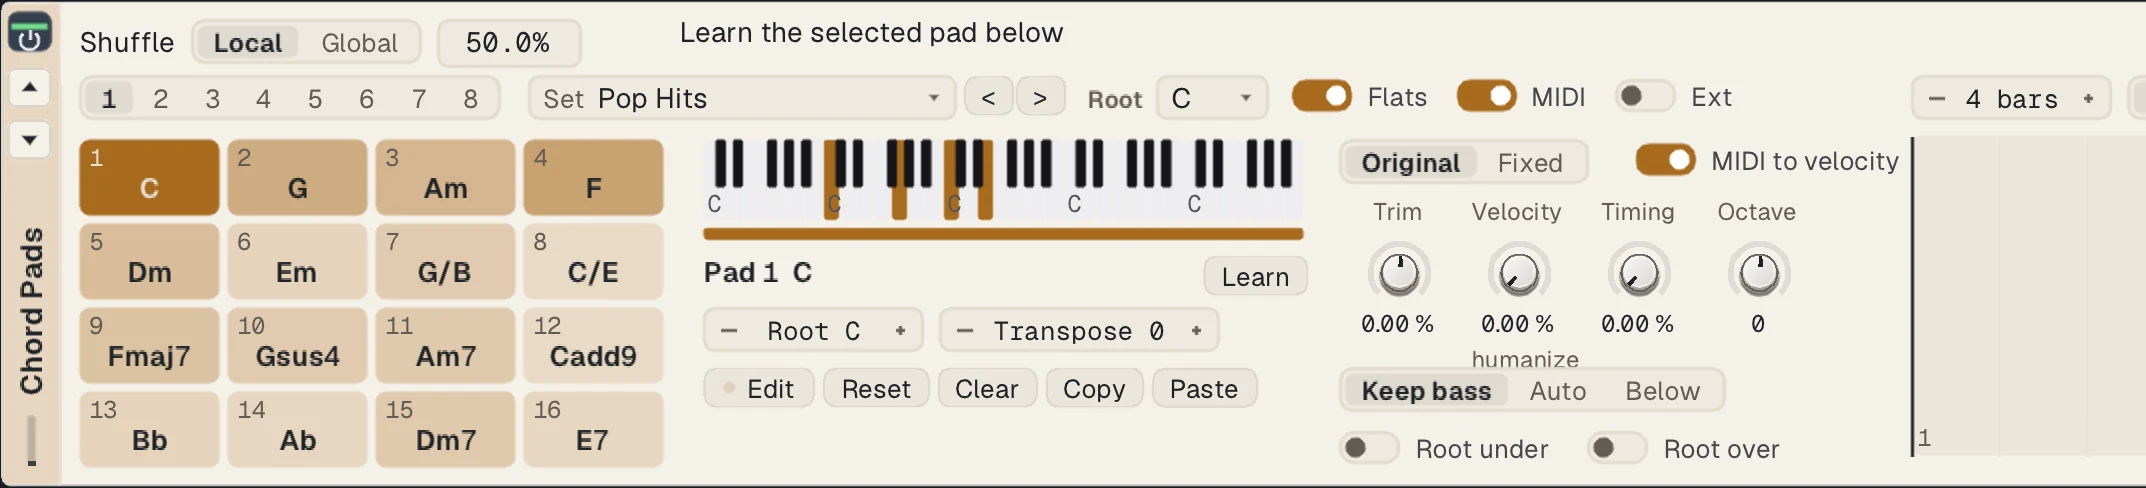 Shuffle Local Global 50.0% Learn the selected pad below
1 2 3 4 5 6 7 8 Set Pop Hits < > Root C Flats MIDI Ext − 4 bars +
Chord Pads
1 C 2 G 3 Am 4 F
5 Dm 6 Em 7 G/B 8 C/E
9 Fmaj7 10 Gsus4 11 Am7 12 Cadd9
13 Bb 14 Ab 15 Dm7 16 E7
C C C C C
Pad 1 C Learn
− Root C + − Transpose 0 +
Edit Reset Clear Copy Paste
Original Fixed MIDI to velocity
Trim Velocity Timing Octave
0.00 % 0.00 % 0.00 % 0
humanize
Keep bass Auto Below
Root under Root over
1